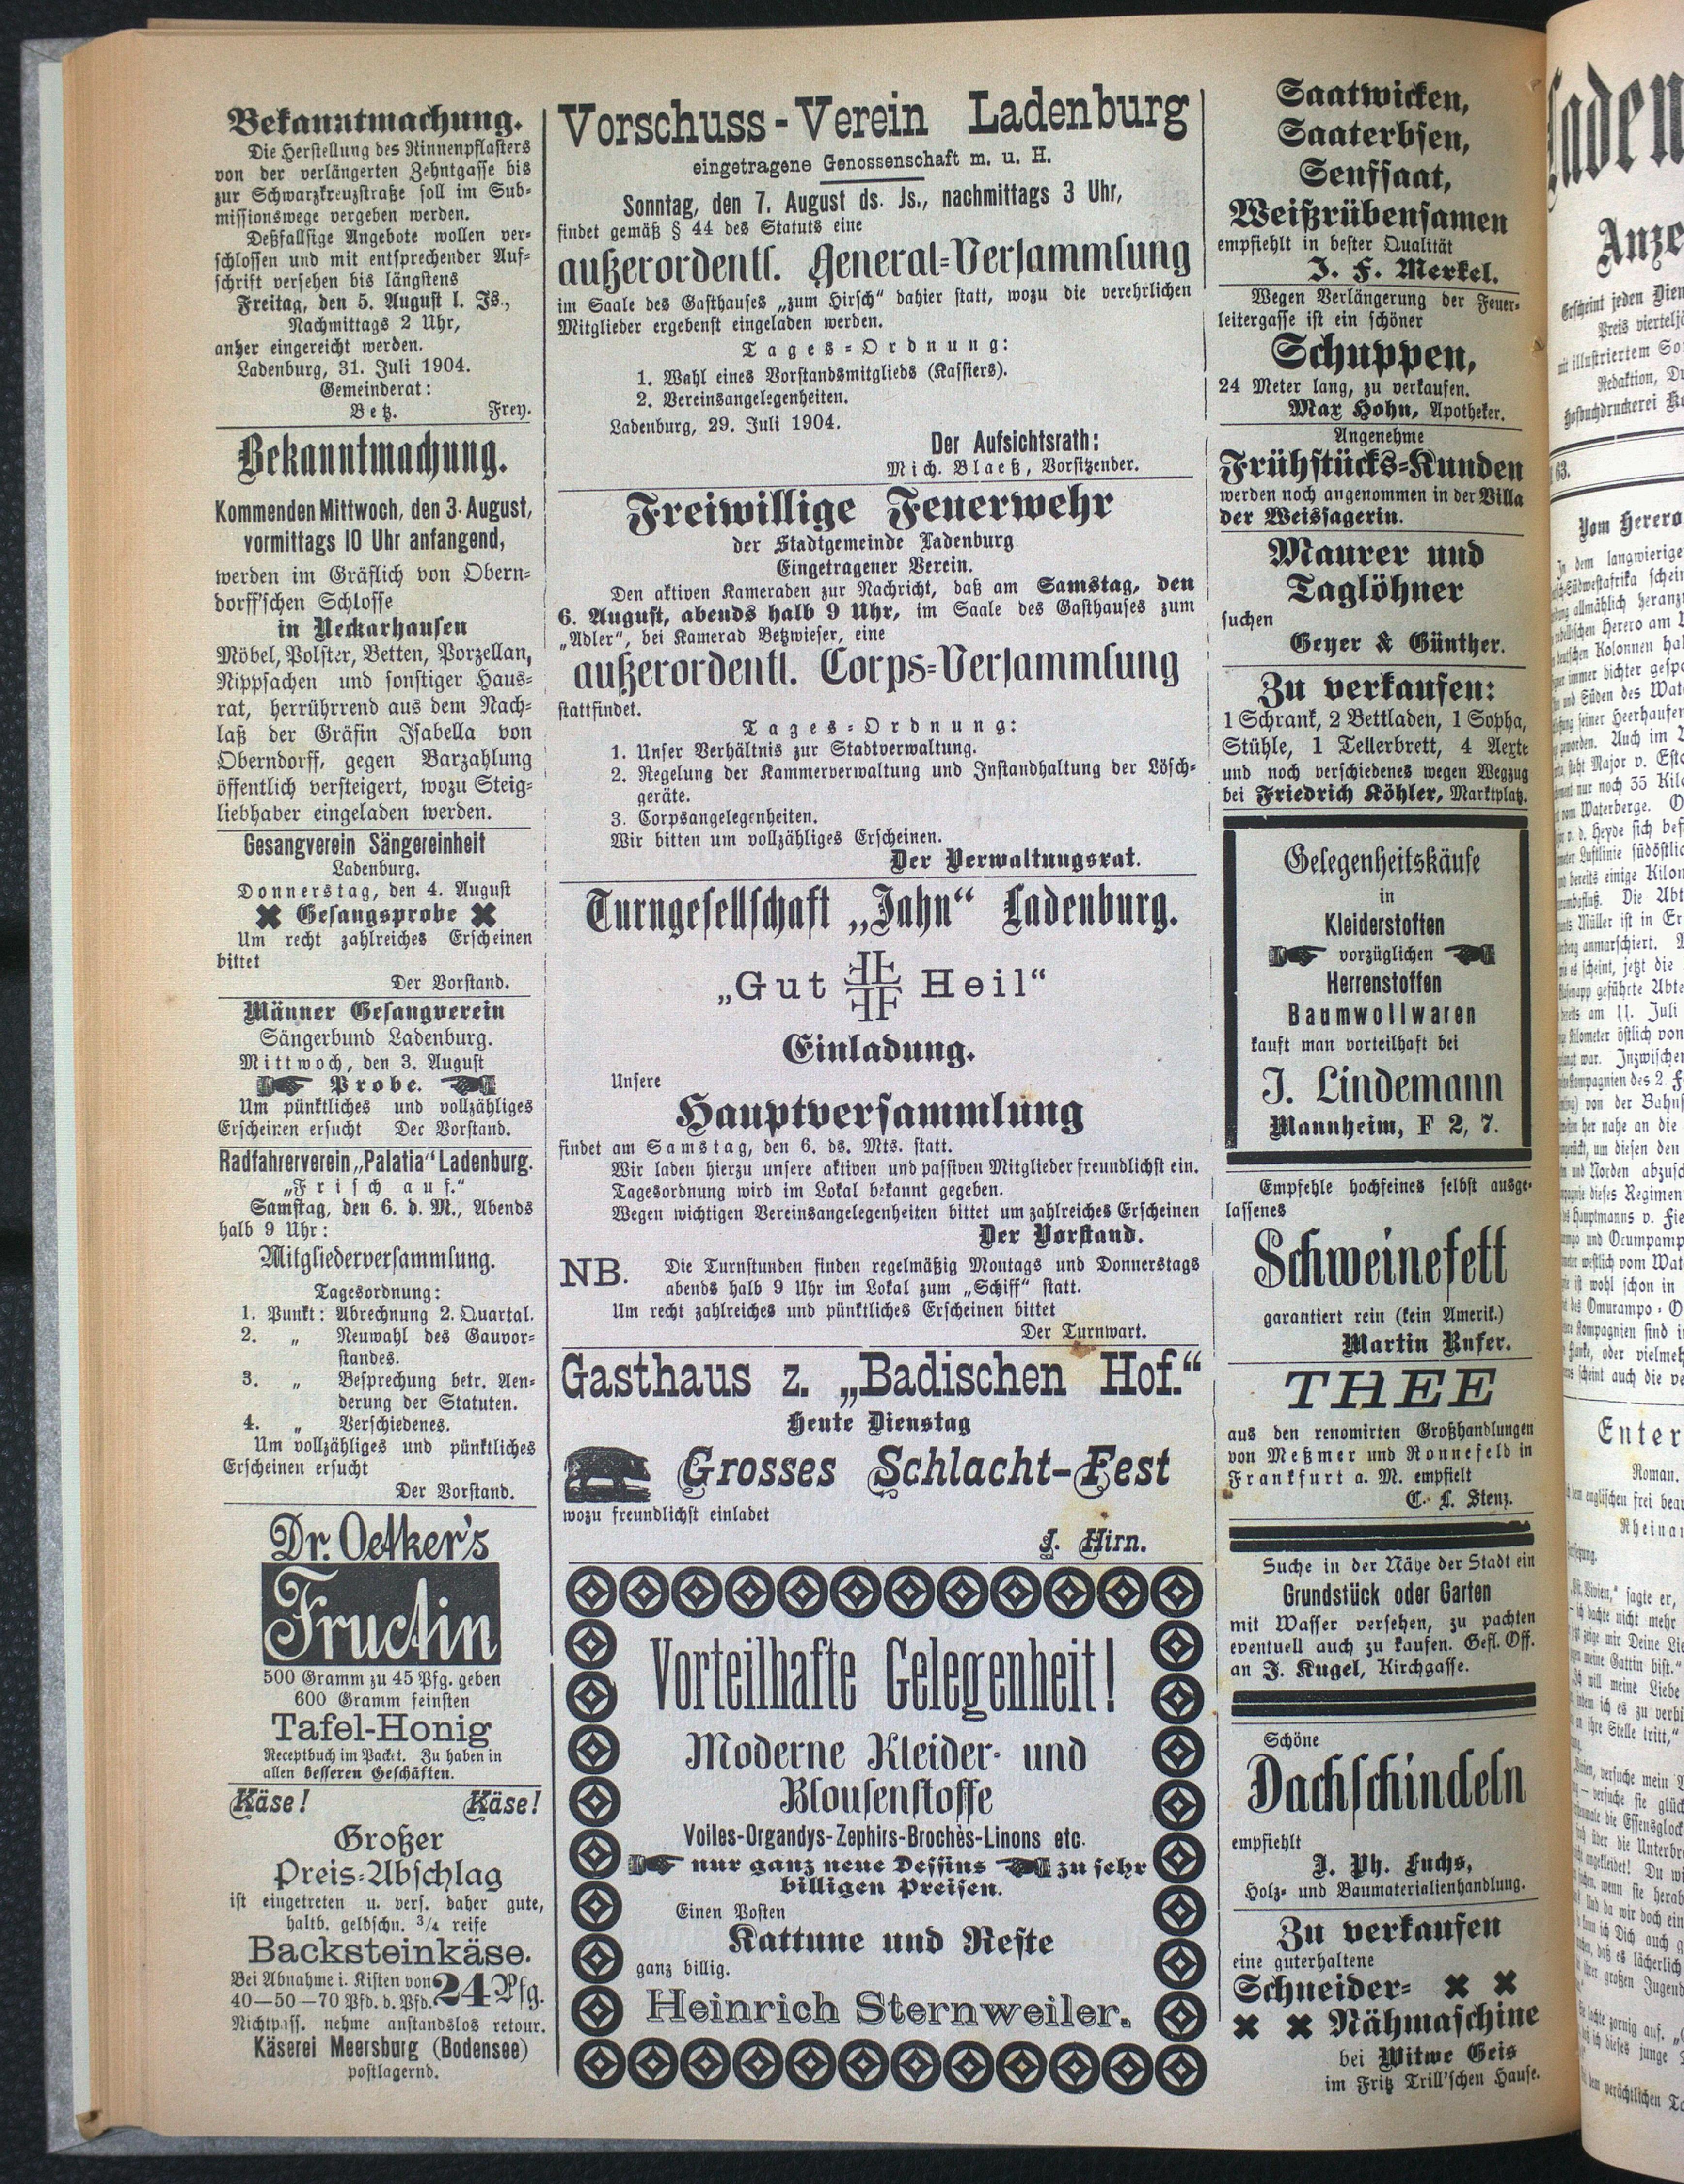 Bekanntmachung.
Die Herstellung des Rinnenpflasters
von der verlängerten Zehntgasse bis
zur Schwarzkreuzstraße soll im Sub-
missionswege vergeben werden.
Deßfallsige Angebote wollen ver-
schlossen und mit entsprechender Auf-
schrift versehen bis längstens
Freitag, den 5. August l. Js.,
Nachmittags 2 Uhr,
anher eingereicht werden.
Ladenburg, 31. Juli 1904.
Gemeinderat:
Betz. Frey.
Bekanntmachung.
Kommenden Mittwoch, den 3. August,
vormittags 10 Uhr anfangend,
werden im Gräflich von Obern-
dorff'schen Schlosse
in Neckarhausen
Möbel, Polster, Betten, Porzellan,
Nippsachen und sonstiger Haus-
rat, herrührrend aus dem Nach-
laß der Gräfin Isabella von
Oberndorff, gegen Barzahlung
öffentlich versteigert, wozu Steig-
liebhaber eingeladen werden.
Gesangverein Sängereinheit
Ladenburg.
Donnerstag, den 4. August
Gesangsprobe
Um recht zahlreiches Erscheinen
bittet
Der Vorstand.
Männer Gesangverein
Sängerbund Ladenburg.
Mittwoch, den 3. August
Probe.
Um pünktliches und vollzähliges
Erscheinen ersucht Der Vorstand.
Radfahrerverein „Palatia“ Ladenburg.
„Frisch auf.“
Samstag, den 6. d. M., Abends
halb 9 Uhr:
Mitgliederversammlung.
Tagesordnung:
1. Punkt: Abrechnung 2. Quartal.
2. „ Neuwahl des Gauvor-
standes.
3. „ Besprechung betr. Aen-
derung der Statuten.
4. „ Verschiedenes.
Um vollzähliges und pünktliches
Erscheinen ersucht
Der Vorstand.
Dr. Oetker's
Fructin
500 Gramm zu 45 Pfg. geben
600 Gramm feinsten
Tafel-Honig
Receptbuch im Packet. Zu haben in
allen besseren Geschäften.
Käse! Käse!
Großer
Preis-Abschlag
ist eingetreten u. vers. daher gute,
haltb. gelbschn. 3/4 reife
Backsteinkäse.
Bei Abnahme i. Kisten von
40—50—70 Pfd. d. Pfd. 24 Pfg.
Nichtpass. nehme anstandslos retour.
Käserei Meersburg (Bodensee)
postlagernd.
Vorschuss-Verein Ladenburg
eingetragene Genossenschaft m. u. H.
Sonntag, den 7. August ds. Js., nachmittags 3 Uhr,
findet gemäß § 44 des Statuts eine
außerordentl. General-Versammlung
im Saale des Gasthauses „zum Hirsch“ dahier statt, wozu die verehrlichen
Mitglieder ergebenst eingeladen werden.
Tages-Ordnung:
1. Wahl eines Vorstandsmitglieds (Kassiers).
2. Vereinsangelegenheiten.
Ladenburg, 29. Juli 1904.
Der Aufsichtsrath:
Mich. Blaeß, Vorsitzender.
Freiwillige Feuerwehr
der Stadtgemeinde Ladenburg
Eingetragener Verein.
Den aktiven Kameraden zur Nachricht, daß am Samstag, den
6. August, abends halb 9 Uhr, im Saale des Gasthauses zum
„Adler“, bei Kamerad Betzwieser, eine
außerordentl. Corps-Versammlung
stattfindet.
Tages-Ordnung:
1. Unser Verhältnis zur Stadtverwaltung.
2. Regelung der Kammerverwaltung und Instandhaltung der Lösch-
geräte.
3. Corpsangelegenheiten.
Wir bitten um vollzähliges Erscheinen.
Der Verwaltungsrat.
Turngesellschaft „Jahn“ Ladenburg.
„Gut Heil“
Einladung.
Unsere
Hauptversammlung
findet am Samstag, den 6. ds. Mts. statt.
Wir laden hierzu unsere aktiven und passiven Mitglieder freundlichst ein.
Tagesordnung wird im Lokal bekannt gegeben.
Wegen wichtigen Vereinsangelegenheiten bittet um zahlreiches Erscheinen
Der Vorstand.
NB. Die Turnstunden finden regelmäßig Montags und Donnerstags
abends halb 9 Uhr im Lokal zum „Schiff“ statt.
Um recht zahlreiches und pünktliches Erscheinen bittet
Der Turnwart.
Gasthaus z. „Badischen Hof.“
Heute Dienstag
Grosses Schlacht-Fest
wozu freundlichst einladet
J. Hirn.
Vorteilhafte Gelegenheit!
Moderne Kleider- und
Blousenstoffe
Voiles-Organdys-Zephirs-Brochès-Linons etc.
nur ganz neue Dessins zu sehr
billigen Preisen.
Einen Posten
Kattune und Reste
ganz billig.
Heinrich Sternweiler.
Saatwicken,
Saaterbsen,
Senfsaat,
Weißrübensamen
empfiehlt in bester Qualität
J. F. Merkel.
Wegen Verlängerung der Feuer-
leitergasse ist ein schöner
Schuppen,
24 Meter lang, zu verkaufen.
Max Hohn, Apotheker.
Angenehme
Frühstücks-Kunden
werden noch angenommen in der Villa
der Weissagerin.
Maurer und
Taglöhner
suchen
Geyer & Günther.
Zu verkaufen:
1 Schrank, 2 Bettladen, 1 Sopha,
Stühle, 1 Tellerbrett, 4 Aexte
und noch verschiedenes wegen Wegzug
bei Friedrich Köhler, Marktplatz.
Gelegenheitskäufe
in
Kleiderstoffen
vorzüglichen
Herrenstoffen
Baumwollwaren
kauft man vorteilhaft bei
J. Lindemann
Mannheim, F 2, 7.
Empfehle hochfeines selbst ausge-
lassenes
Schweinefett
garantiert rein (kein Amerik.)
Martin Rufer.
THEE
aus den renomirten Großhandlungen
von Meßmer und Ronnefeld in
Frankfurt a. M. empfielt
C. L. Stenz.
Suche in der Nähe der Stadt ein
Grundstück oder Garten
mit Wasser versehen, zu pachten
eventuell auch zu kaufen. Gefl. Off.
an J. Kugel, Kirchgasse.
Schöne
Dachschindeln
empfiehlt
J. Ph. Fuchs,
Holz- und Baumaterialienhandlung.
Zu verkaufen
eine guterhaltene
Schneider-
Nähmaschine
bei Witwe Geis
im Fritz Trill'schen Hause.